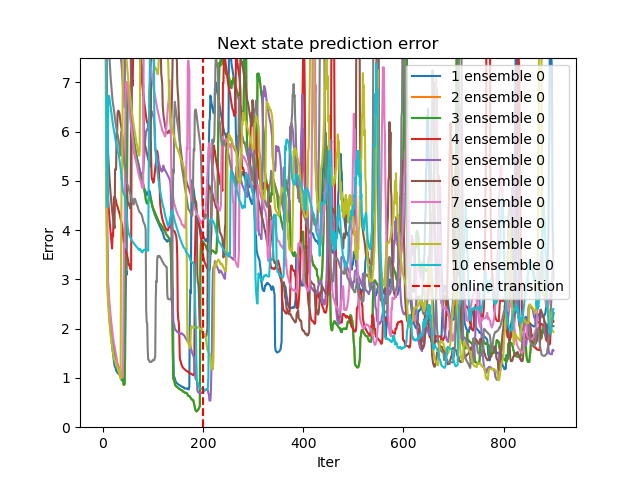 Next state prediction error
Error
7
6
5
4
3
2
1
0
0 200 400 600 800
Iter
1 ensemble 0
2 ensemble 0
3 ensemble 0
4 ensemble 0
5 ensemble 0
6 ensemble 0
7 ensemble 0
8 ensemble 0
9 ensemble 0
10 ensemble 0
online transition